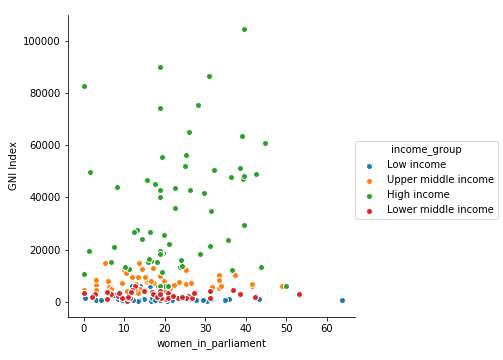 100000
80000
60000
40000
20000
0
GNI Index
0 10 20 30 40 50 60
women_in_parliament
income_group
Low income
Upper middle income
High income
Lower middle income